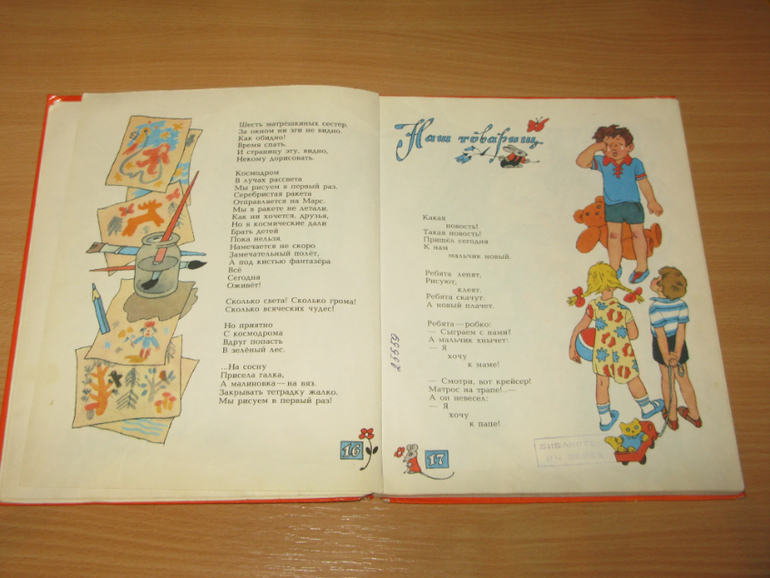 Шесть матрёшкиных сестер.
За окном ни зги не видно.
Как обидно!
Время спать.
И страницу эту, видно,
Некому дорисовать.
Космодром
В лучах рассвета
Мы рисуем в первый раз.
Серебристая ракета
Отправляется на Марс.
Мы в ракете не летали,
Как ни хочется, друзья,
Но в космические дали
Брать детей
Пока нельзя.
Намечается не скоро
Замечательный полёт,
А под кистью фантазёра
Всё
Сегодня
Оживёт!
Сколько света! Сколько грома!
Сколько всяческих чудес!
Но приятно
С космодрома
Вдруг попасть
В зелёный лес.
...На сосну
Присела галка,
А малиновка — на вяз.
Закрывать тетрадку жалко.
Мы рисуем в первый раз!
16
Наш товарищ
Какая
новость!
Такая новость!
Пришёл сегодня
К нам
мальчик новый.
Ребята лепят,
Рисуют,
клеят.
Ребята скачут.
А новый плачет.
Ребята — робко:
— Сыграем с нами?
А мальчик хнычет:
— Я
хочу
к маме!
— Смотри, вот крейсер!
Матрос на трапе! —
А он невесел:
— Я
хочу
к папе!
17